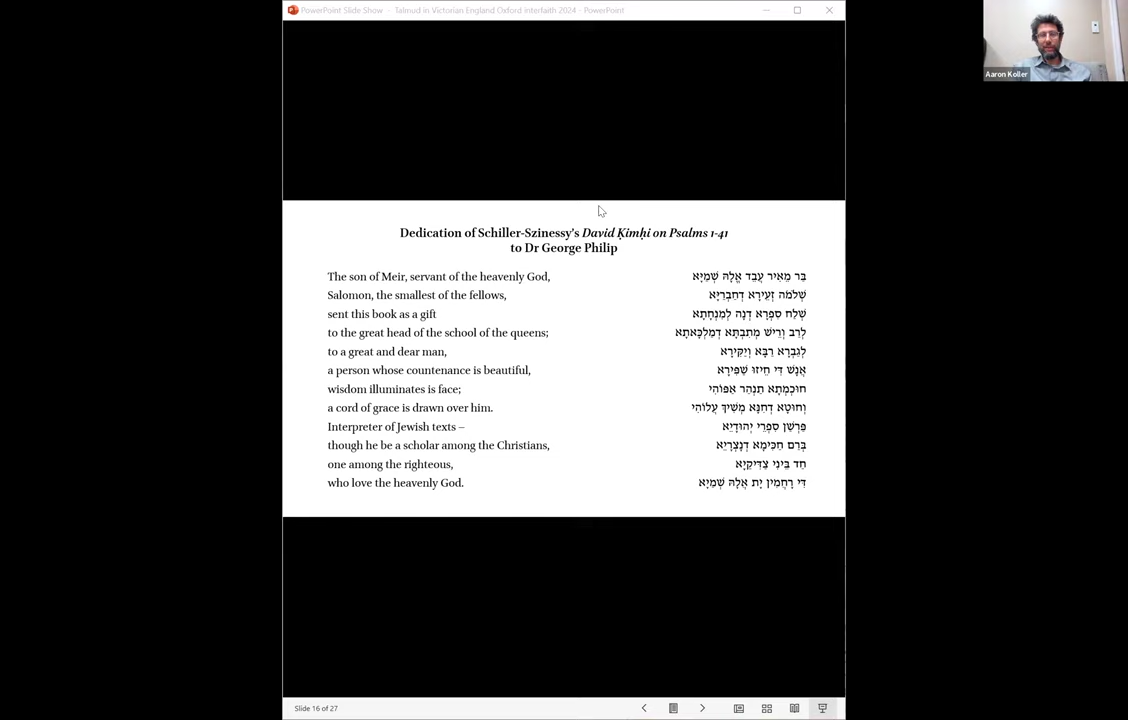 PowerPoint Slide Show - Talmud in Victorian England Oxford interfaith 2024 - PowerPoint
Aaron Koller
Dedication of Schiller-Szinessy's David Ḳimḥi on Psalms 1-41
to Dr George Philip
The son of Meir, servant of the heavenly God,
Salomon, the smallest of the fellows,
sent this book as a gift
to the great head of the school of the queens;
to a great and dear man,
a person whose countenance is beautiful,
wisdom illuminates is face;
a cord of grace is drawn over him.
Interpreter of Jewish texts –
though he be a scholar among the Christians,
one among the righteous,
who love the heavenly God.
בַּר מֵאִיר עֲבֵד אֱלָהּ שְׁמַיָּא
שְׁלֹמֹה זְעֵירָא דְחַבְרַיָּא
שְׁלַח סִפְרָא דְנָה לְמִנְחָתָא
לְרַב וְרֵישׁ מְתִבְתָּא דְמַלְכָּאתָא
לְגַבְרָא רַבָּא וְיַקִּירָא
אֱנָשׁ דִּי חֵיזוּ שַׁפִּירָא
חוּכְמְתָא תִנְהַר אַפּוֹהִי
וְחוּטָא דְחִנָּא מְשִׁיךְ עֲלוֹהִי
פַּרְשַׁן סִפְרֵי יְהוּדָיֵא
בְּרַם חַכִּימָא דְנָצְרָיֵא
חַד בֵּינֵי צַדִּיקַיָּא
דִּי רָחֲמִין יָת אֱלָהּ שְׁמַיָּא
Slide 16 of 27